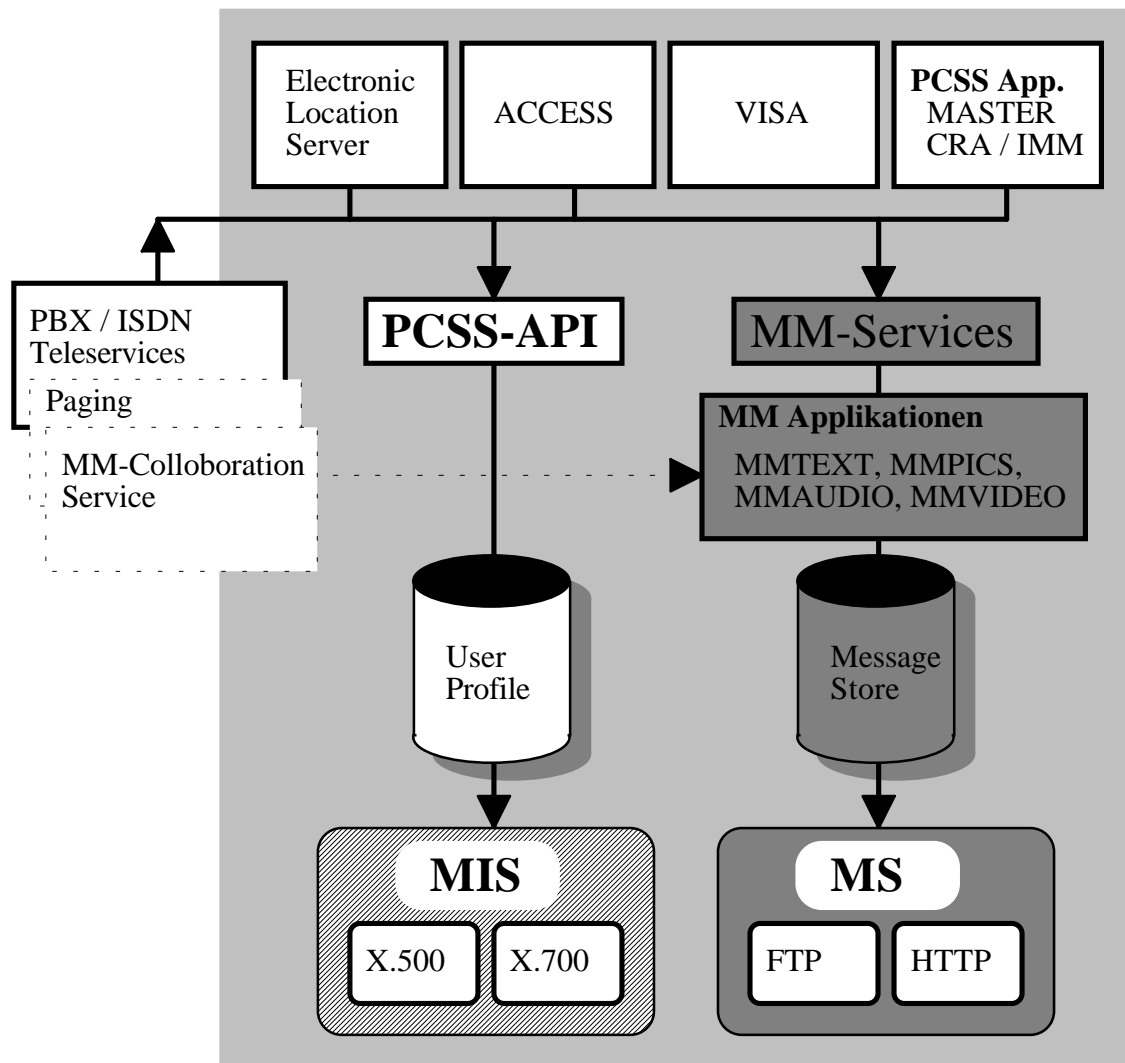 Electronic
Location
Server
ACCESS
VISA
PCSS App.
MASTER
CRA / IMM
PBX / ISDN
Teleservices
Paging
MM-Colloboration
Service
PCSS-API
MM-Services
MM Applikationen
MMTEXT, MMPICS,
MMAUDIO, MMVIDEO
User
Profile
Message
Store
MIS
X.500
X.700
MS
FTP
HTTP